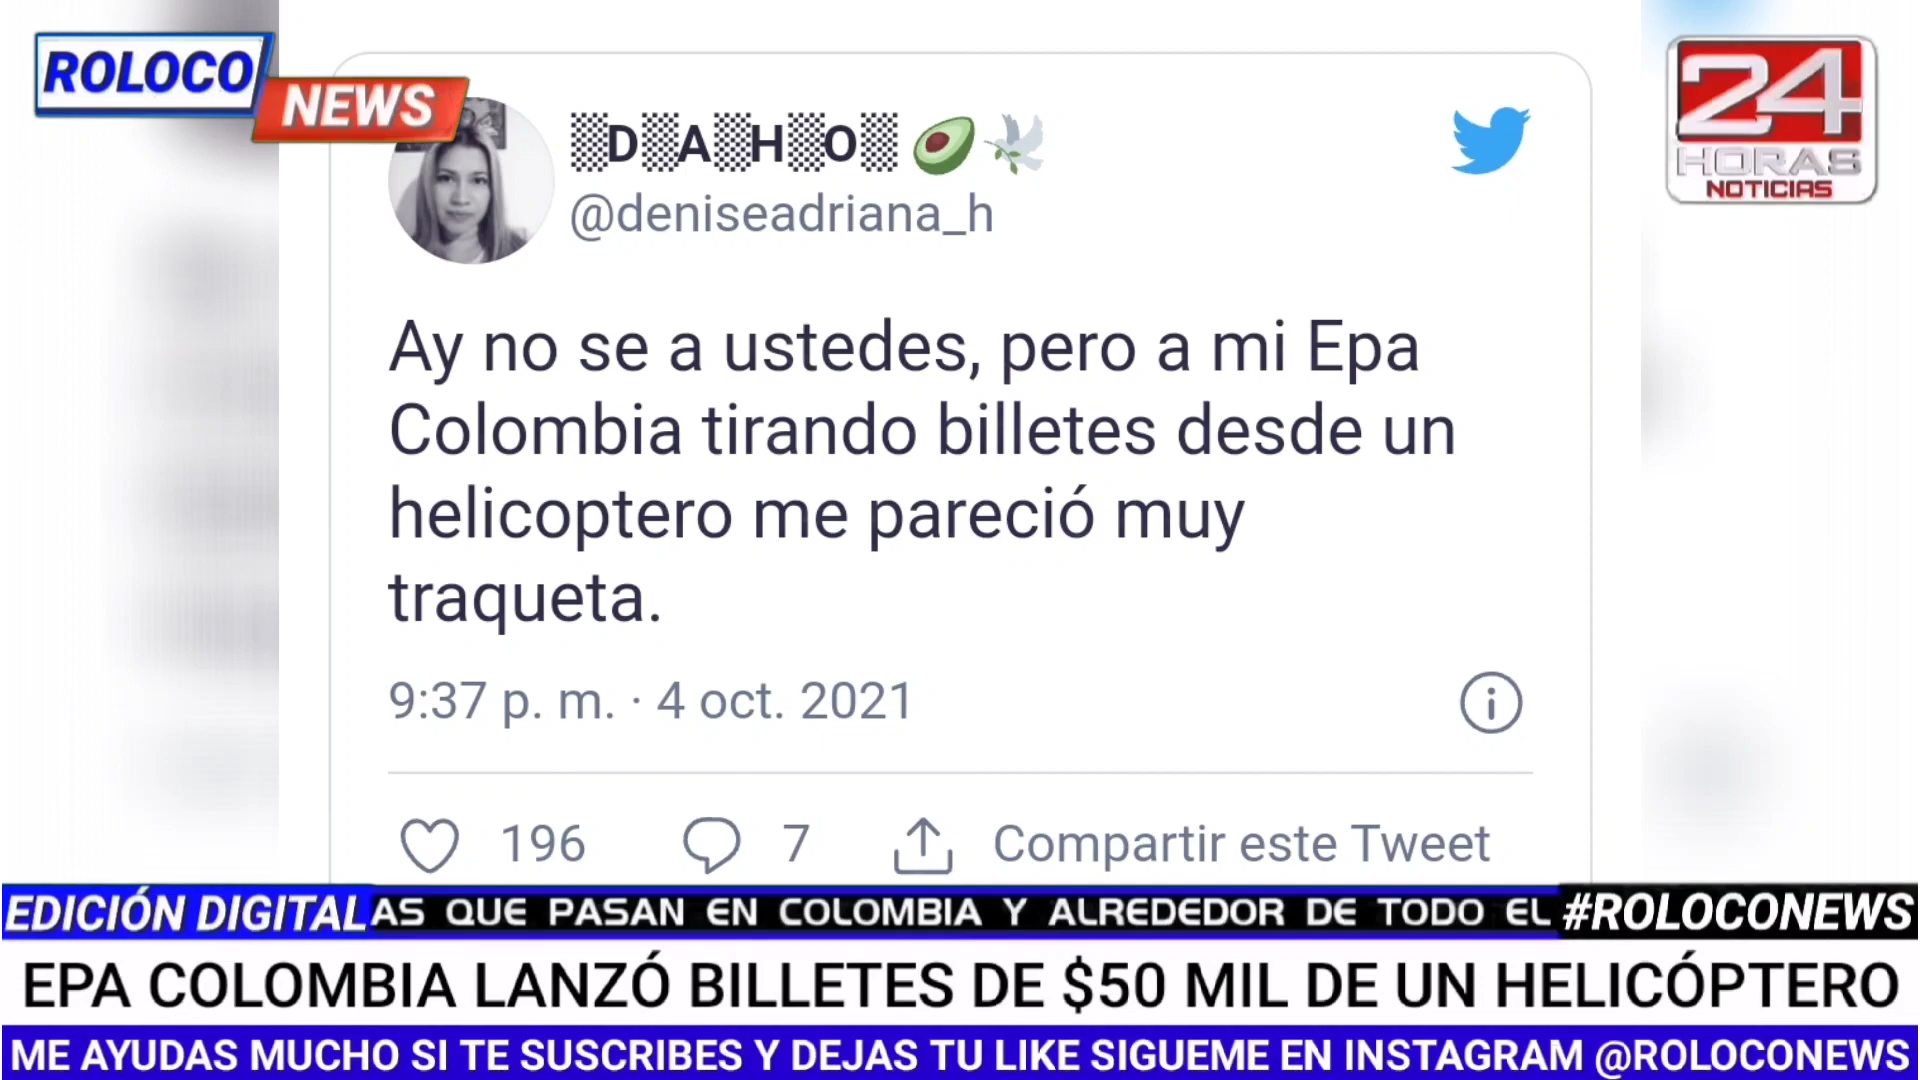 ROLOCO
NEWS
24
HORAS
NOTICIAS
▒D▒A▒H▒O▒🥑🕊
@deniseadriana_h
Ay no se a ustedes, pero a mi Epa
Colombia tirando billetes desde un
helicoptero me pareció muy
traqueta.
9:37 p. m. · 4 oct. 2021
196 7 Compartir este Tweet
EDICIÓN DIGITAL AS QUE PASAN EN COLOMBIA Y ALREDEDOR DE TODO EL #ROLOCONEWS
EPA COLOMBIA LANZÓ BILLETES DE $50 MIL DE UN HELICÓPTERO
ME AYUDAS MUCHO SI TE SUSCRIBES Y DEJAS TU LIKE SIGUEME EN INSTAGRAM @ROLOCONEWS